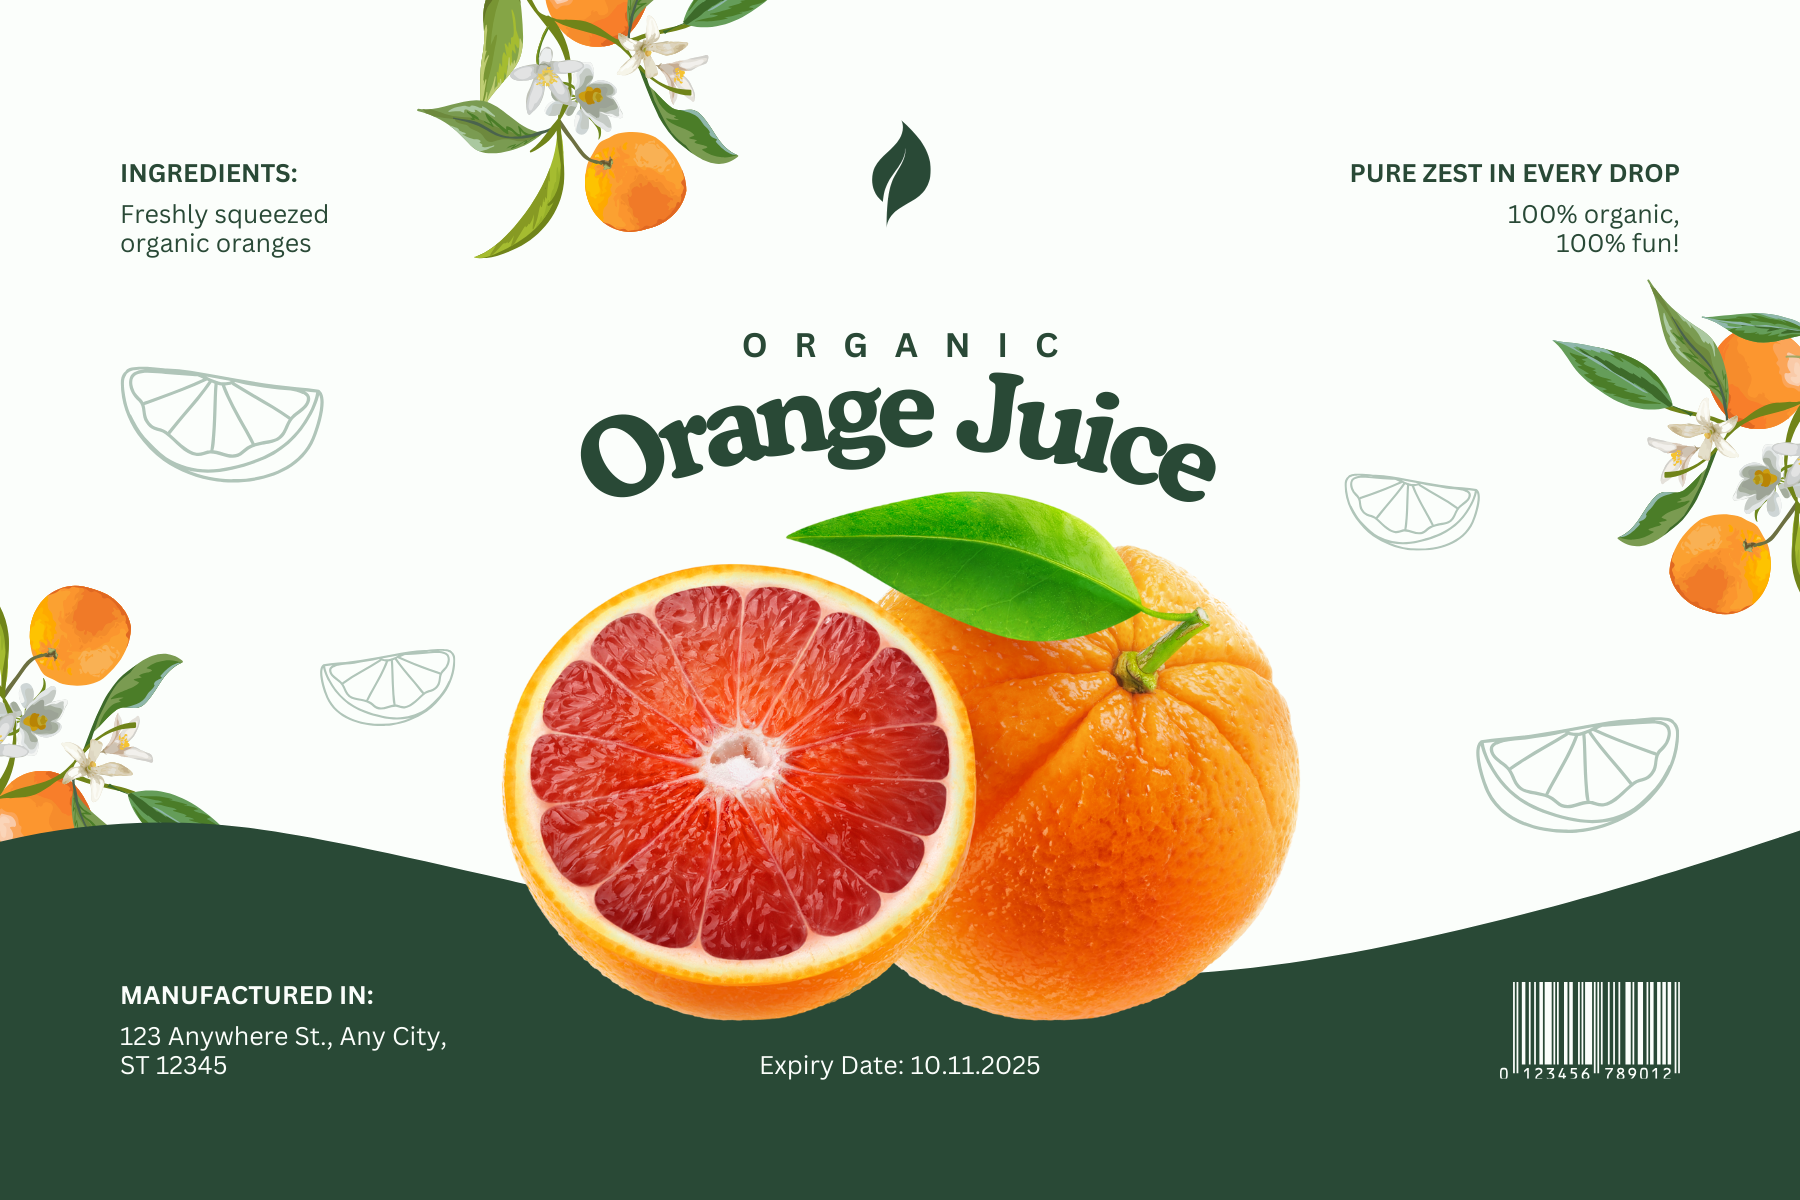 INGREDIENTS:
Freshly squeezed
organic oranges
PURE ZEST IN EVERY DROP
100% organic,
100% fun!
ORGANIC
Orange Juice
MANUFACTURED IN:
123 Anywhere St., Any City,
ST 12345
Expiry Date: 10.11.2025
0 123456 789012